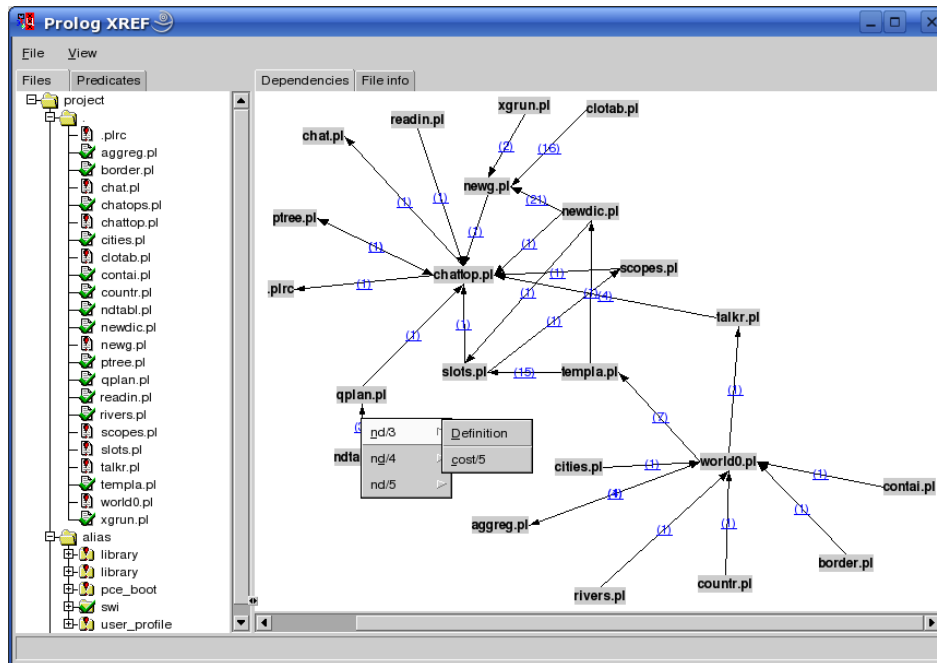 Prolog XREF
File View
Files Predicates
Dependencies File info
project
.
.plrc
aggreg.pl
border.pl
chat.pl
chatops.pl
chattop.pl
cities.pl
clotab.pl
contai.pl
countr.pl
ndtabl.pl
newdic.pl
newg.pl
ptree.pl
qplan.pl
readin.pl
rivers.pl
scopes.pl
slots.pl
talkr.pl
templa.pl
world0.pl
xgrun.pl
alias
library
library
pce_boot
swi
user_profile
xgrun.pl
clotab.pl
readin.pl
chat.pl
(2)
(16)
newg.pl
(21)
(1)
(1)
newdic.pl
ptree.pl
(1)
(1)
(1)
scopes.pl
chattop.pl
(1)
.plrc
(1)
(1)
(4)
talkr.pl
(1)
(1)
(1)
slots.pl
(15)
templa.pl
qplan.pl
(1)
(7)
nd/3
nd/4
nd/5
Definition
cost/5
world0.pl
cities.pl
(1)
(1)
contai.pl
(4)
aggreg.pl
(1)
(1)
(1)
border.pl
countr.pl
rivers.pl